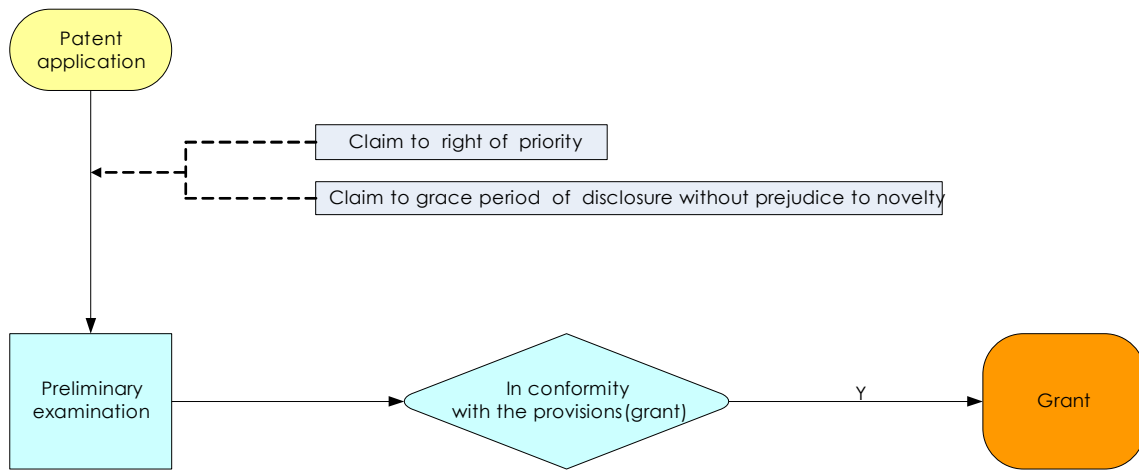 Patent
application
Claim to right of priority
Claim to grace period of disclosure without prejudice to novelty
Preliminary
examination
In conformity
with the provisions(grant)
Y
Grant